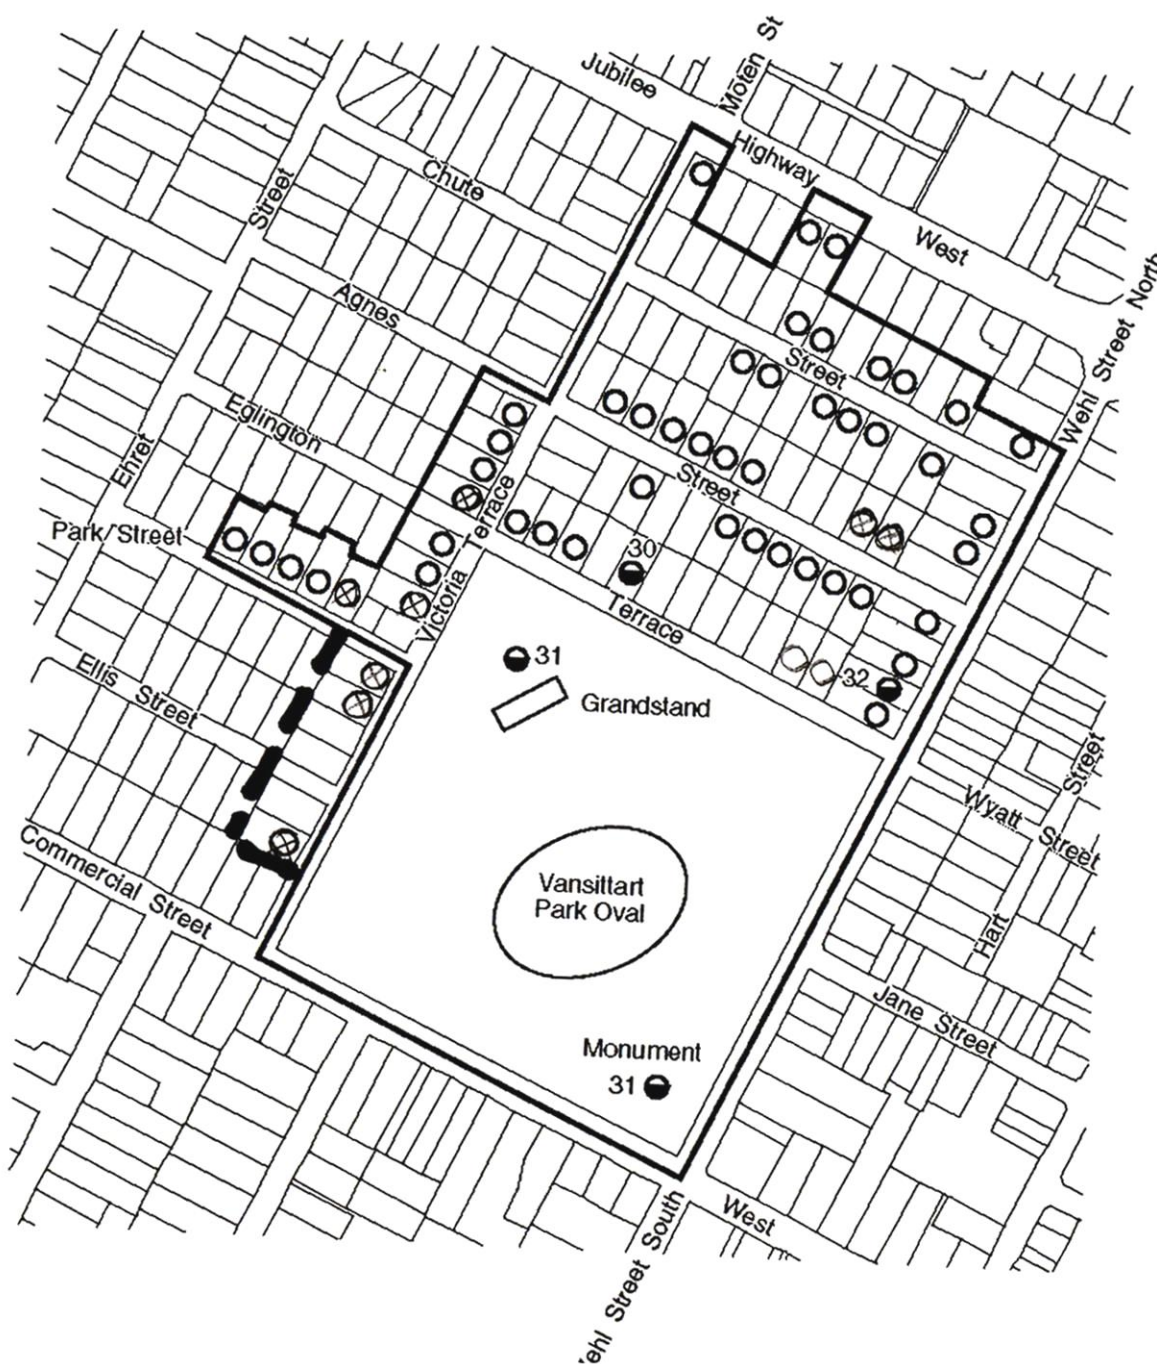 Moten St
Jubilee
Highway
West
Chute
Street
Street
Agnes
Wehl Street North
Eglington
Street
Ehret
Park/Street
Victoria Terrace
30
Terrace
31
32
Grandstand
Ellis Street
Street
Wyatt Street
Commercial Street
Vansittart
Park Oval
Hart
Jane Street
Monument
31
West
ehl Street South